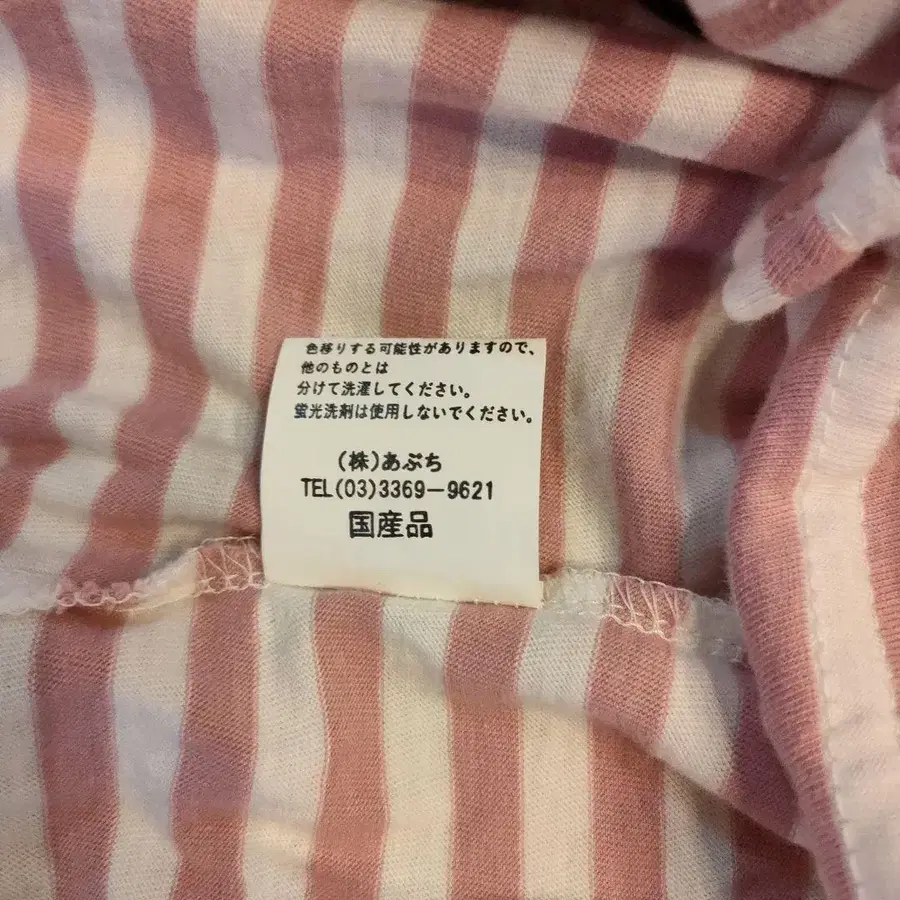 色移りする可能性がありますので、
他のものとは
分けて洗濯してください。
蛍光洗剤は使用しないでください。
(株)あぷち
TEL(03)3369-9621
国産品